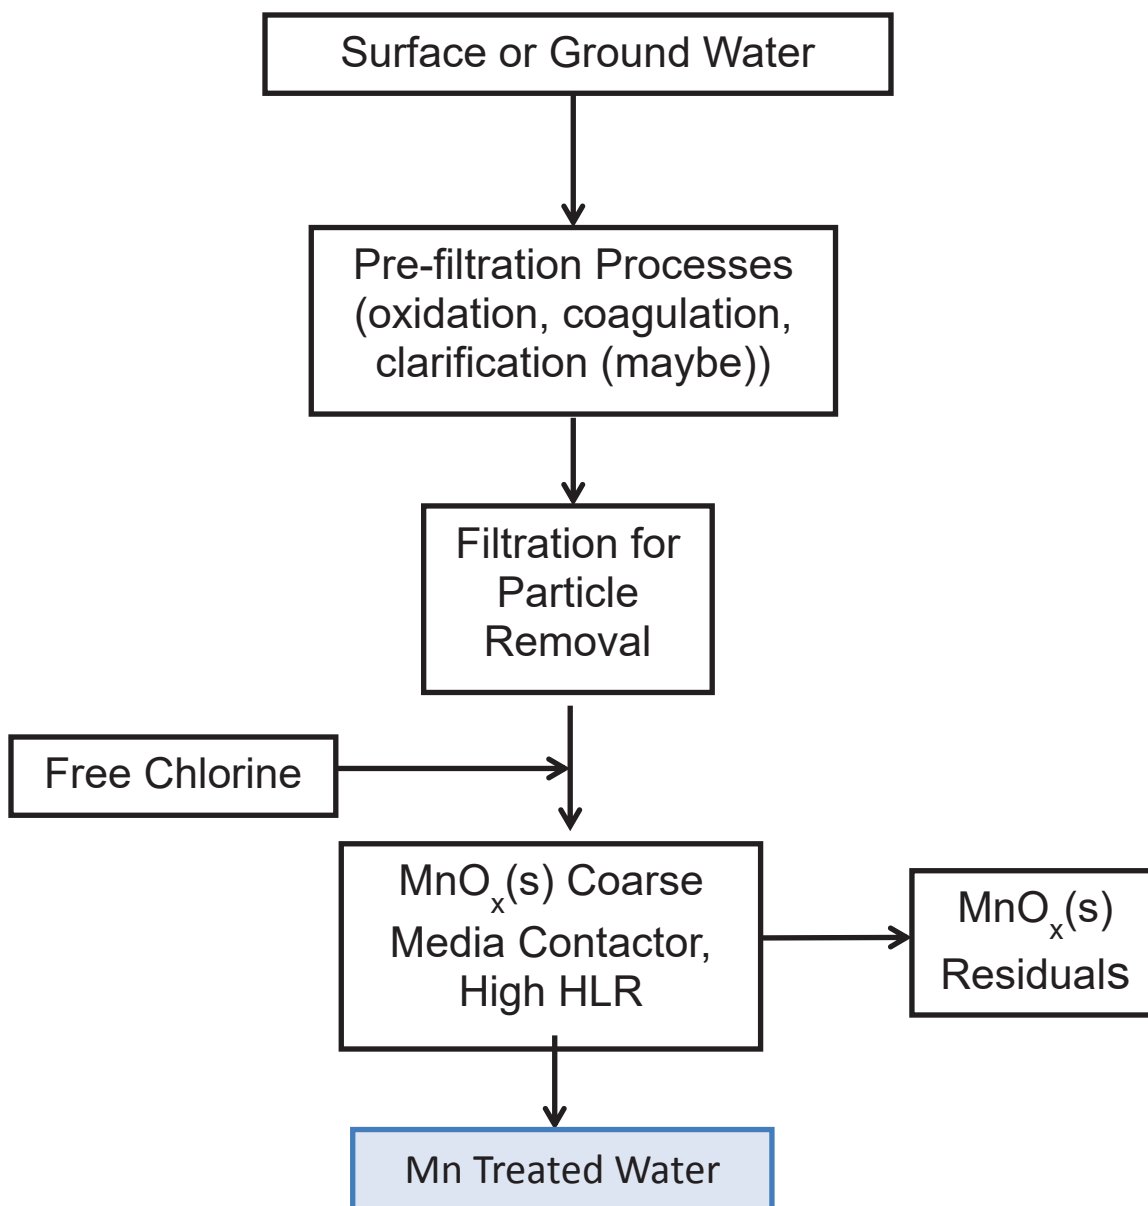 Surface or Ground Water
Pre-filtration Processes
(oxidation, coagulation,
clarification (maybe))
Filtration for
Particle
Removal
Free Chlorine
MnOₓ(s) Coarse
Media Contactor,
High HLR
MnOₓ(s)
Residuals
Mn Treated Water